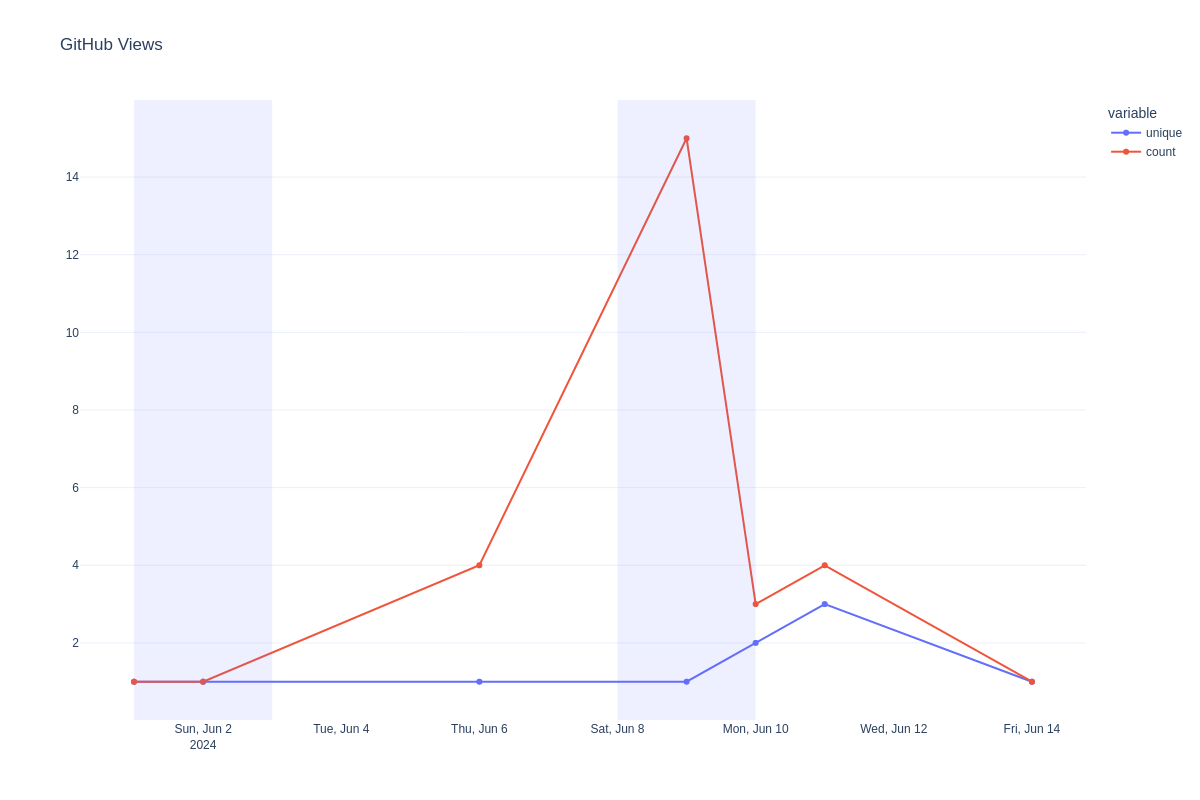 GitHub Views
variable
unique
count
14
12
10
8
6
4
2
Sun, Jun 2
2024
Tue, Jun 4
Thu, Jun 6
Sat, Jun 8
Mon, Jun 10
Wed, Jun 12
Fri, Jun 14